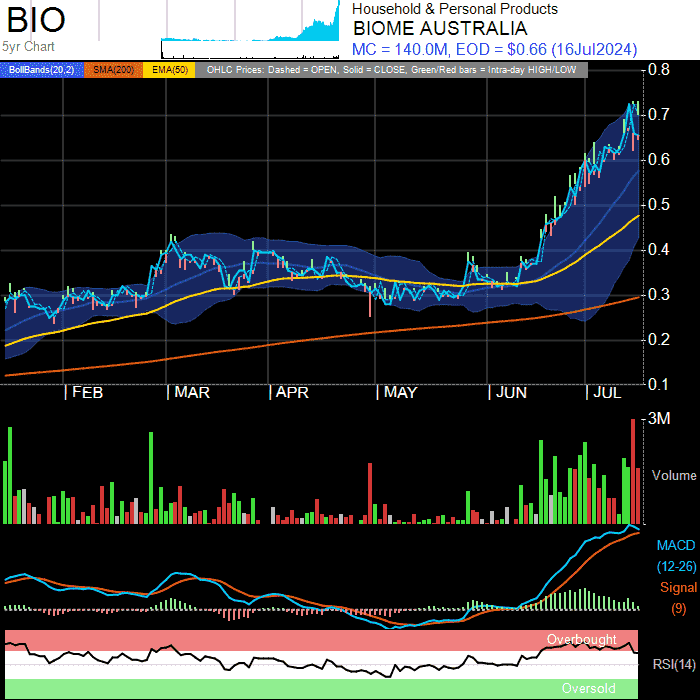 BIO
5yr Chart
Household & Personal Products
BIOME AUSTRALIA
MC = 140.0M, EOD = $0.66 (16Jul2024)
BollBands(20,2) SMA(200) EMA(50) OHLC Prices: Dashed = OPEN, Solid = CLOSE, Green/Red bars = Intra-day HIGH/LOW
0.8
0.7
0.6
0.5
0.4
0.3
0.2
0.1
FEB MAR APR MAY JUN JUL
3M
Volume
MACD
(12-26)
Signal
(9)
Overbought
RSI(14)
Oversold